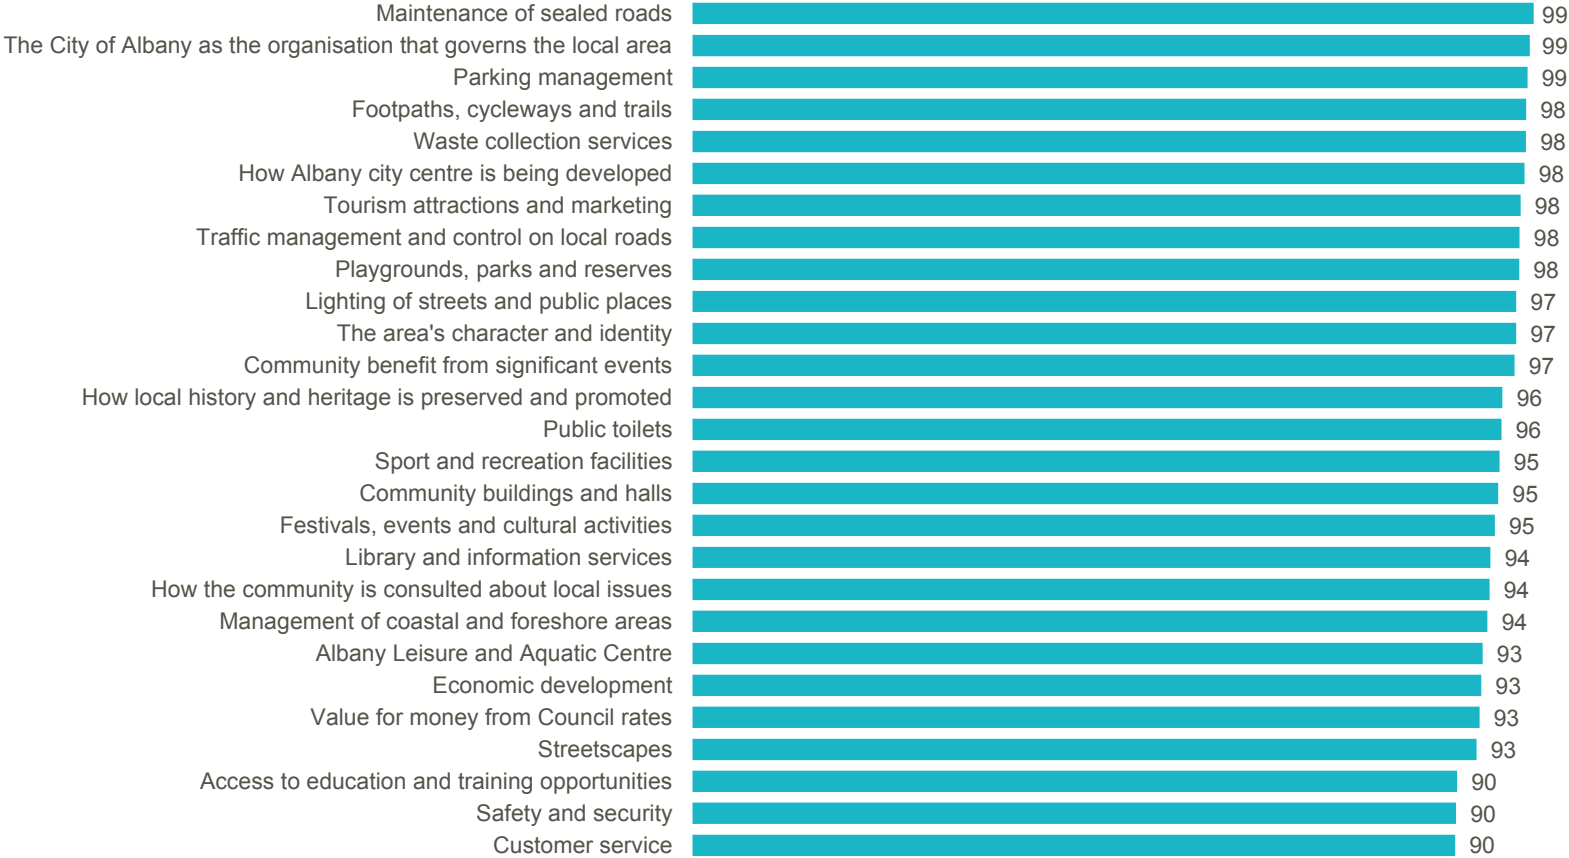 Maintenance of sealed roads 99
The City of Albany as the organisation that governs the local area 99
Parking management 99
Footpaths, cycleways and trails 98
Waste collection services 98
How Albany city centre is being developed 98
Tourism attractions and marketing 98
Traffic management and control on local roads 98
Playgrounds, parks and reserves 98
Lighting of streets and public places 97
The area's character and identity 97
Community benefit from significant events 97
How local history and heritage is preserved and promoted 96
Public toilets 96
Sport and recreation facilities 95
Community buildings and halls 95
Festivals, events and cultural activities 95
Library and information services 94
How the community is consulted about local issues 94
Management of coastal and foreshore areas 94
Albany Leisure and Aquatic Centre 93
Economic development 93
Value for money from Council rates 93
Streetscapes 93
Access to education and training opportunities 90
Safety and security 90
Customer service 90